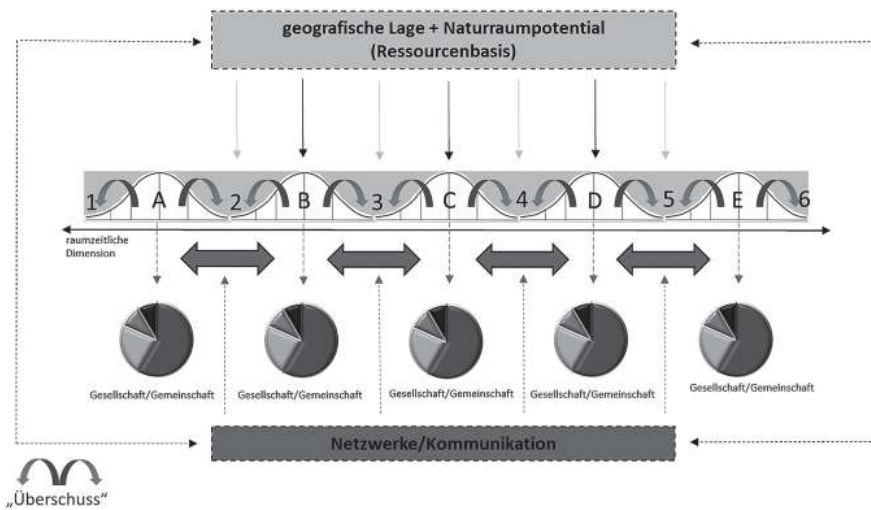 geografische Lage + Naturraumpotential
(Ressourcenbasis)
1 A 2 B 3 C 4 D 5 E 6
raumzeitliche
Dimension
Gesellschaft/Gemeinschaft Gesellschaft/Gemeinschaft Gesellschaft/Gemeinschaft Gesellschaft/Gemeinschaft Gesellschaft/Gemeinschaft
Netzwerke/Kommunikation
„Überschuss“